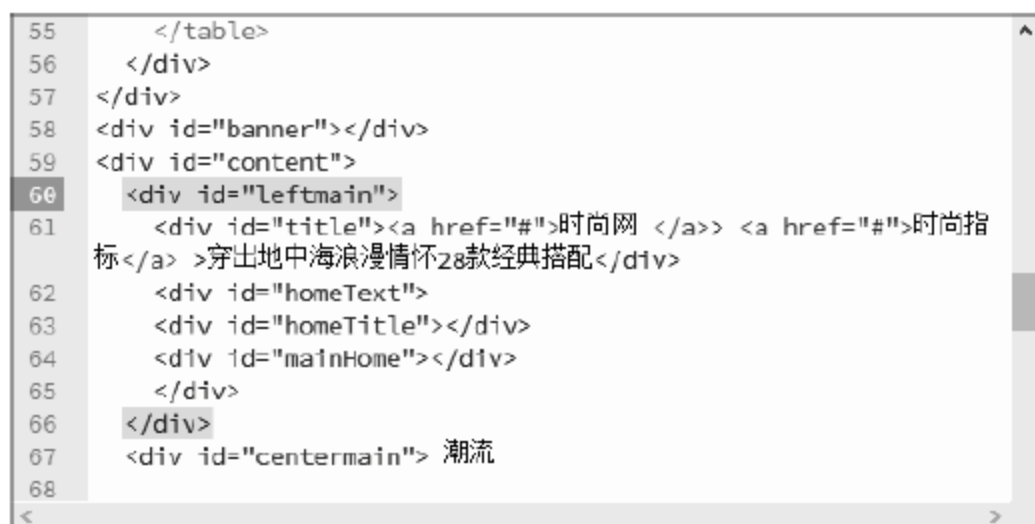 55 </table>
56 </div>
57 </div>
58 <div id="banner"></div>
59 <div id="content">
60 <div id="leftmain">
61 <div id="title"><a href="#">时尚网 </a>> <a href="#">时尚指
标</a> >穿出地中海浪漫情怀28款经典搭配</div>
62 <div id="homeText">
63 <div id="homeTitle"></div>
64 <div id="mainHome"></div>
65 </div>
66 </div>
67 <div id="centermain"> 潮流
68